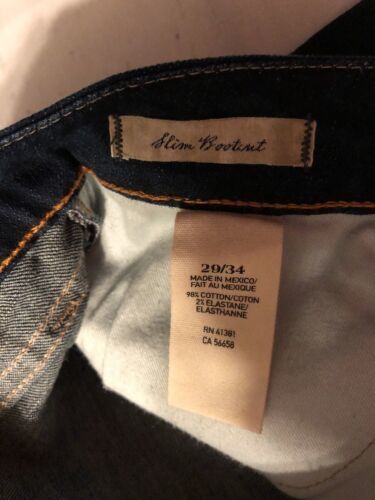 Slim Bootcut
29/34
MADE IN MEXICO/
FAIT AU MEXIQUE
98% COTTON/COTON
2% ELASTANE/
ELASTHANNE
RN 41381
CA 56658